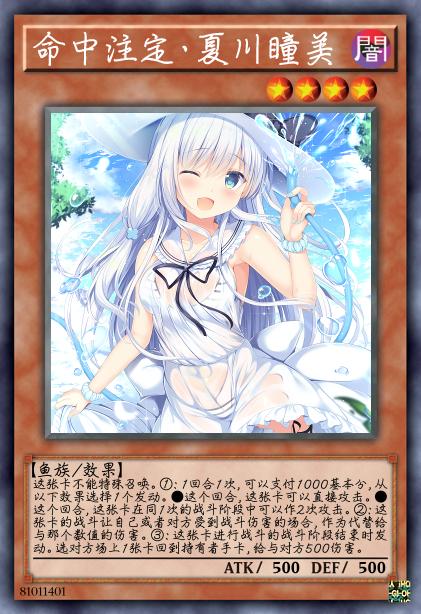 命中注定·夏川瞳美
闇
【鱼族/效果】
这张卡不能特殊召唤。①：1回合1次，可以支付1000基本分，从
以下效果选择1个发动。●这个回合，这张卡可以直接攻击。●
这个回合，这张卡在同1次的战斗阶段中可以作2次攻击。②：这
张卡的战斗让自己或者对方受到战斗伤害的场合，作为代替给
与那个数值的伤害。③：这张卡进行战斗的战斗阶段结束时发
动。选对方场上1张卡回到持有者手卡，给与对方500伤害。
ATK/ 500 DEF/ 500
81011401